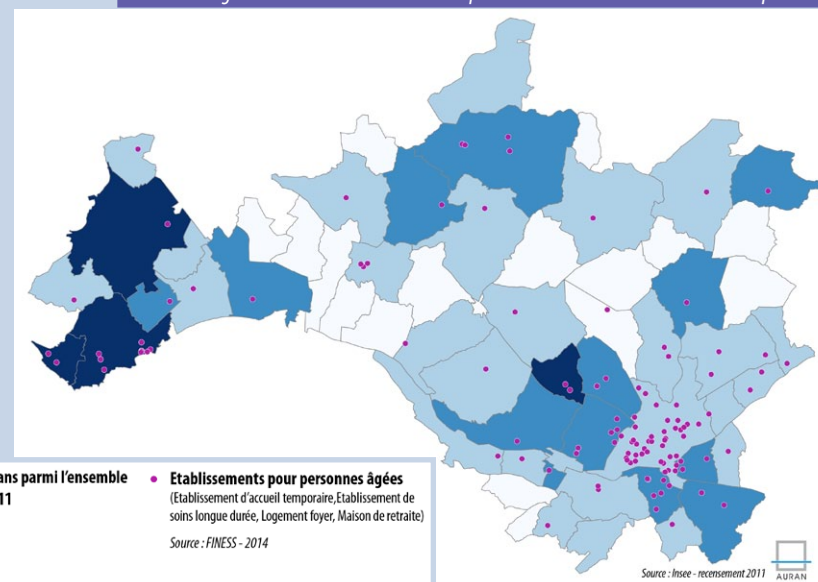 ans parmi l'ensemble
11
Etablissements pour personnes âgées
(Etablissement d'accueil temporaire,Etablissement de
soins longue durée, Logement foyer, Maison de retraite)
Source : FINESS - 2014
Source : Insee - recensement 2011
AURAN